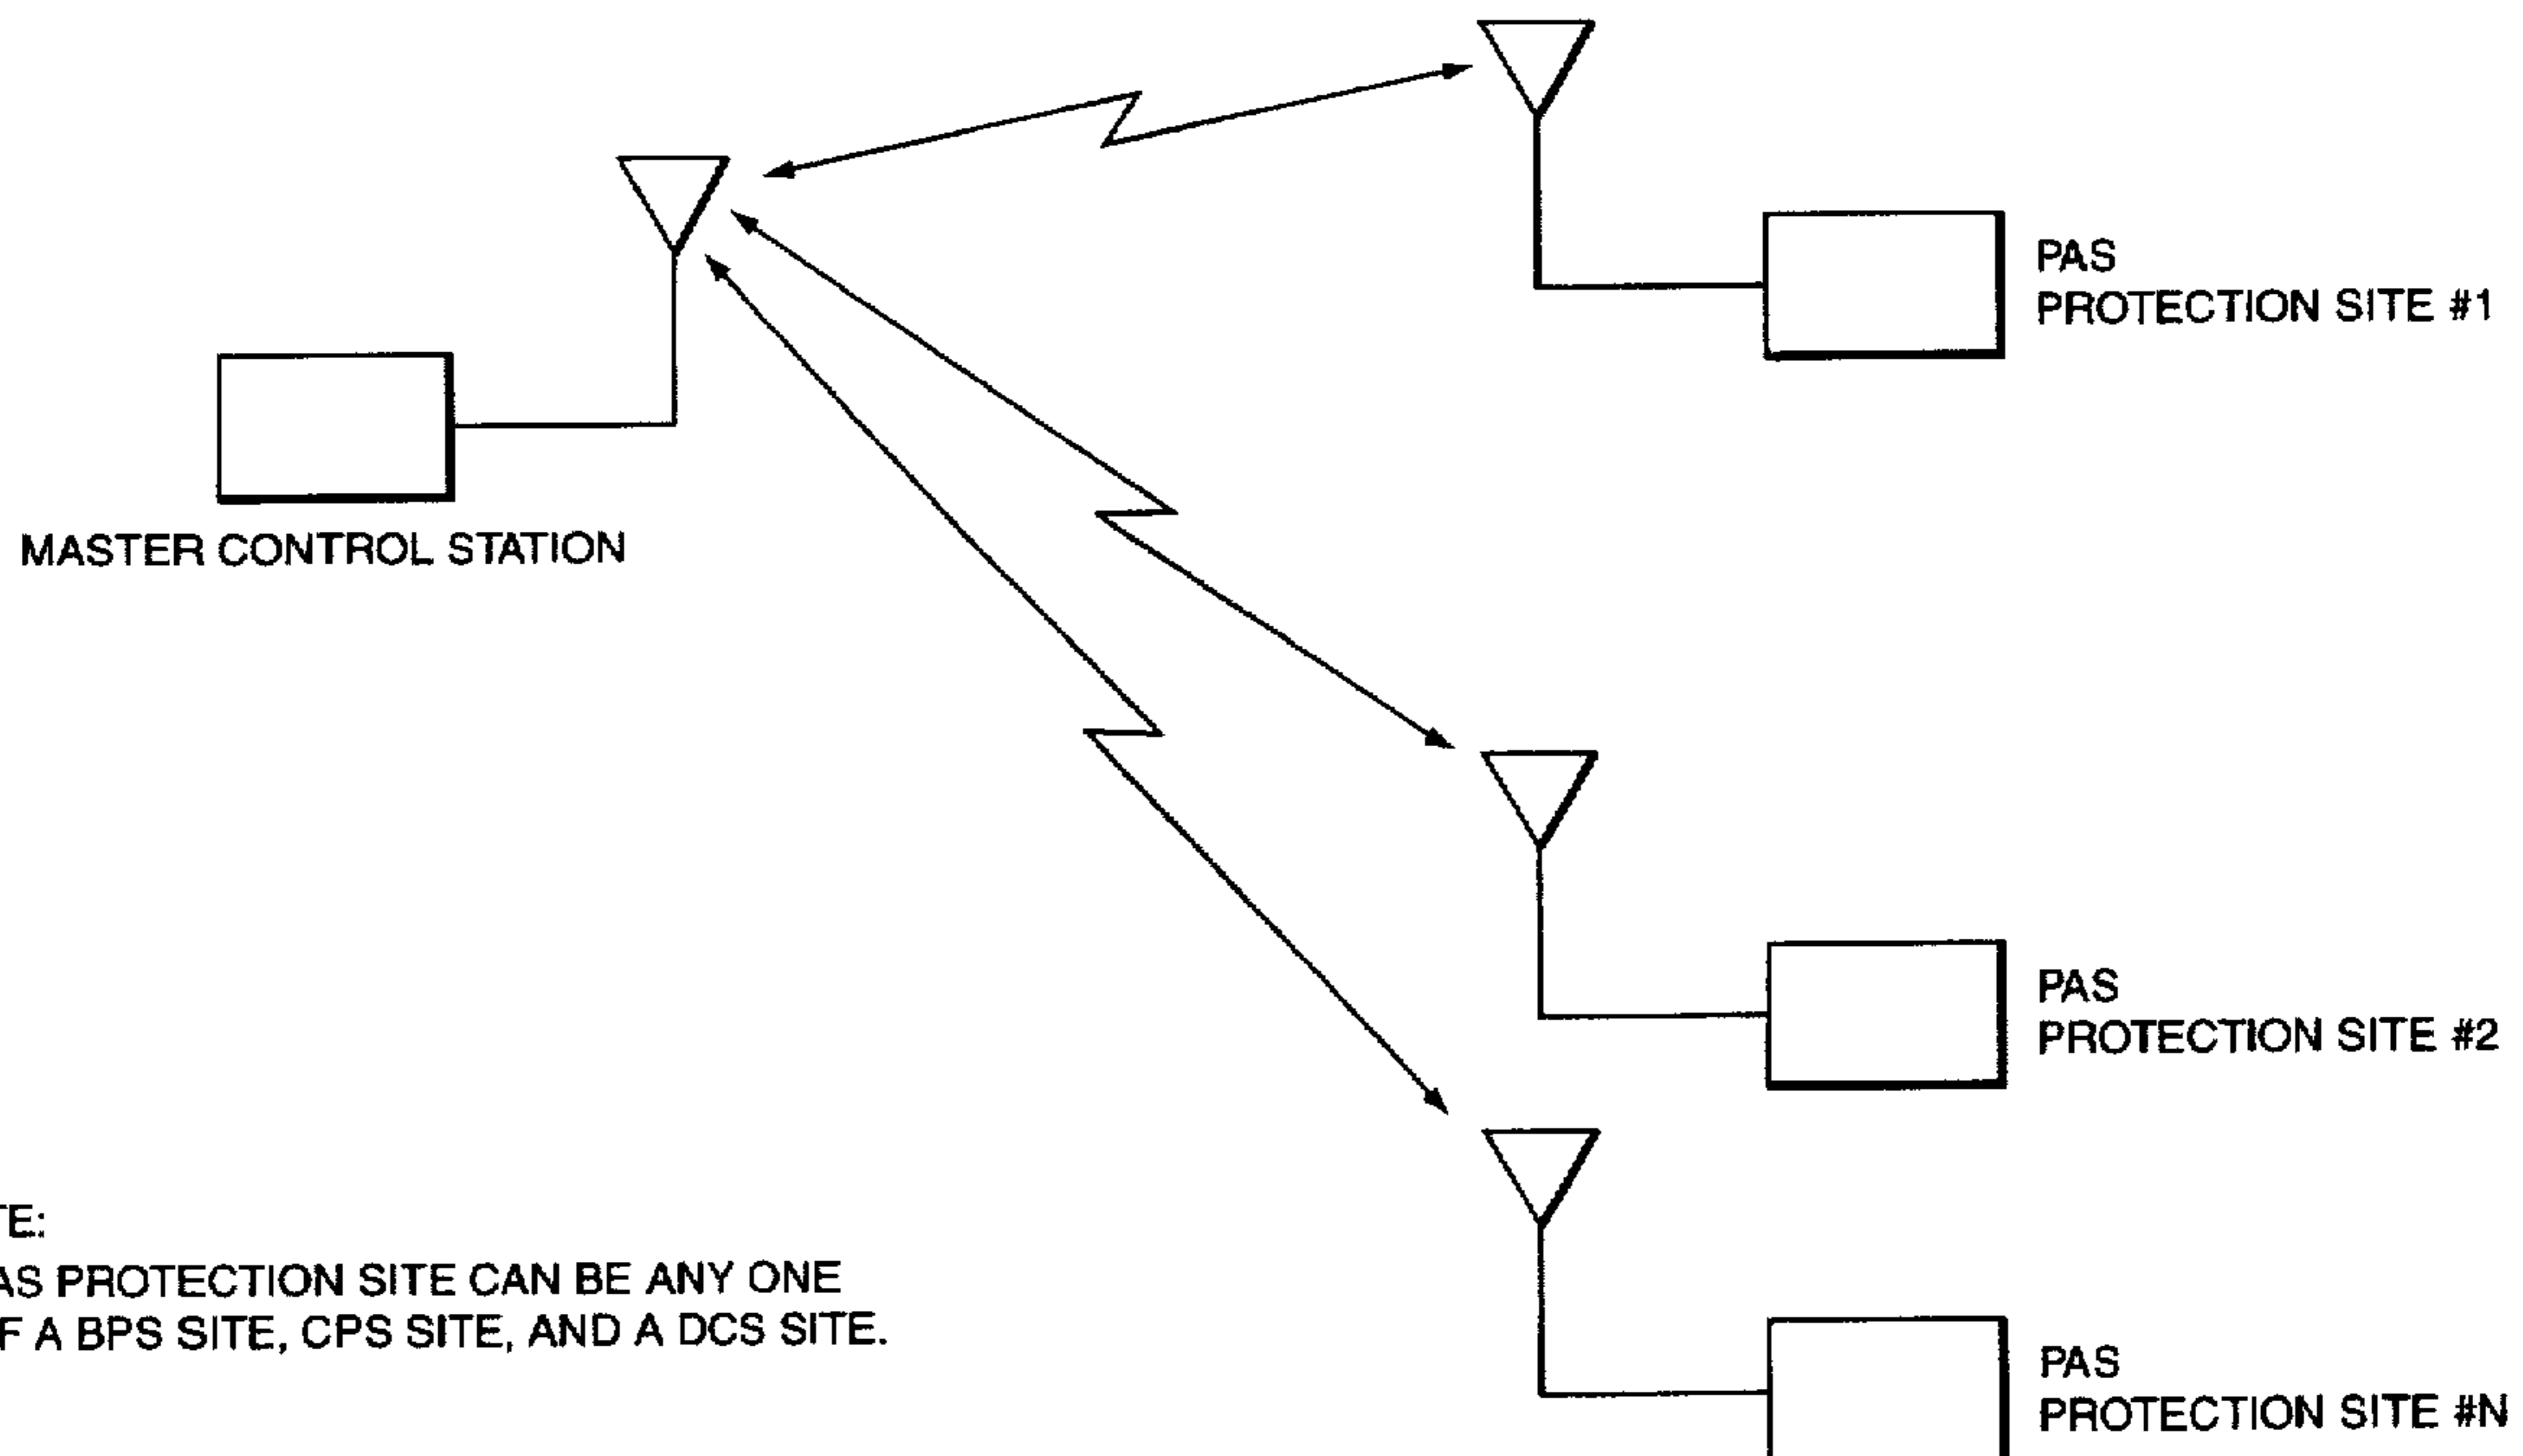 PAS
PROTECTION SITE #1
MASTER CONTROL STATION
PAS
PROTECTION SITE #2
TE:
AS PROTECTION SITE CAN BE ANY ONE
F A BPS SITE, CPS SITE, AND A DCS SITE.
PAS
PROTECTION SITE #N